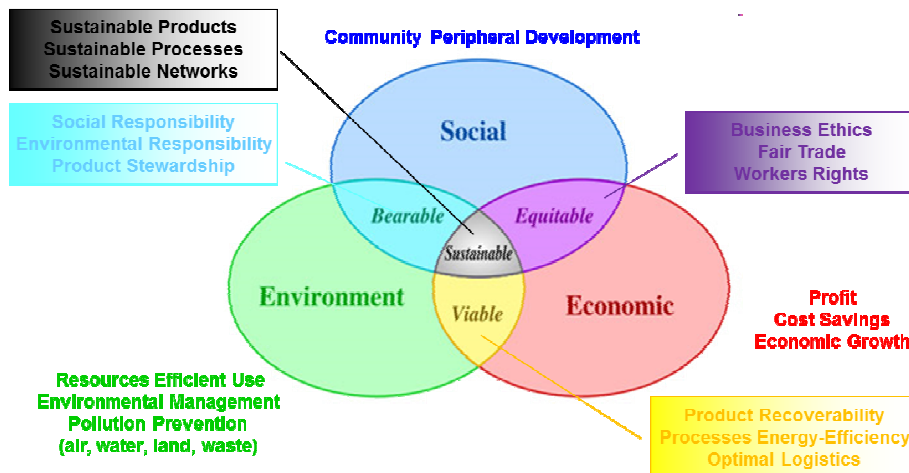 Sustainable Products
Sustainable Processes
Sustainable Networks
Community Peripheral Development
Social Responsibility
Environmental Responsibility
Product Stewardship
Social
Business Ethics
Fair Trade
Workers Rights
Bearable
Equitable
Sustainable
Environment
Viable
Economic
Profit
Cost Savings
Economic Growth
Resources Efficient Use
Environmental Management
Pollution Prevention
(air, water, land, waste)
Product Recoverability
Processes Energy-Efficiency
Optimal Logistics